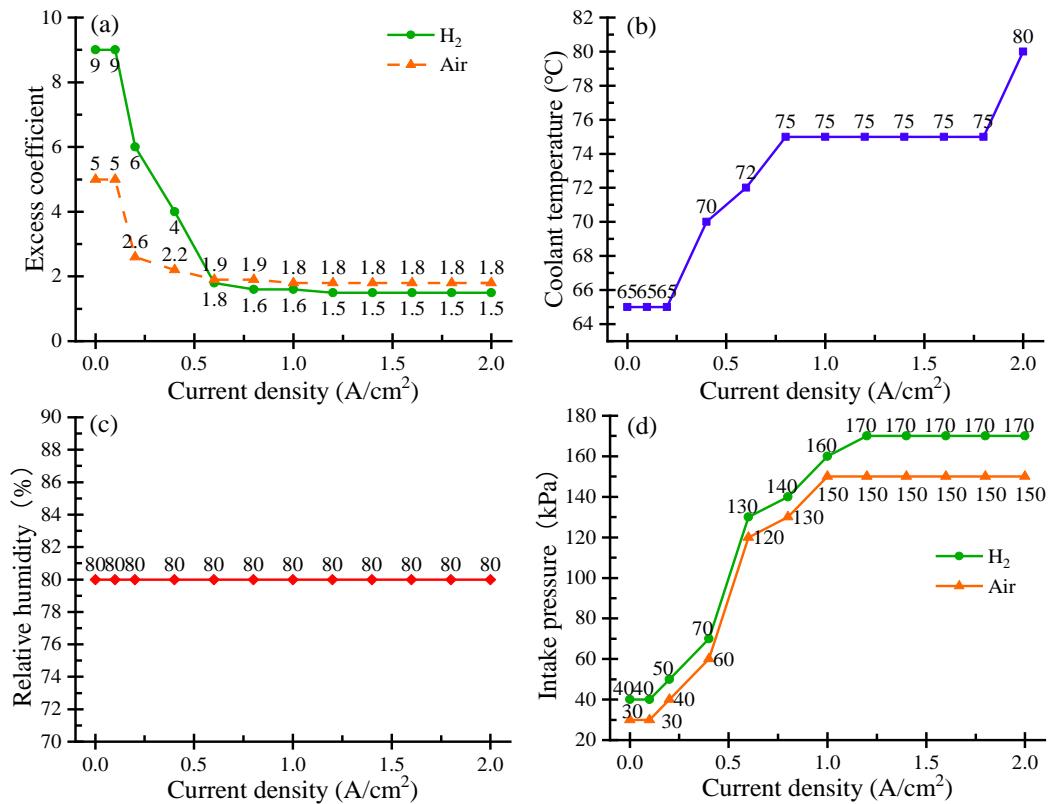 (a)
H2
Air
10
8
6
4
2
0
Excess coefficient
9 9 6 4 1.8 1.6 1.6 1.5 1.5 1.5 1.5 1.5
5 5 2.6 2.2 1.9 1.9 1.8 1.8 1.8 1.8 1.8 1.8
0.0 0.5 1.0 1.5 2.0
Current density (A/cm²)
(b)
82
80
78
76
74
72
70
68
66
64
Coolant temperature (℃)
65 65 65 70 72 75 75 75 75 75 75 80
0.0 0.5 1.0 1.5 2.0
Current density (A/cm²)
(c)
90
88
86
84
82
80
78
76
74
72
70
Relative humidity (%)
80 80 80 80 80 80 80 80 80 80 80 80
0.0 0.5 1.0 1.5 2.0
Current density (A/cm²)
(d)
180
160
140
120
100
80
60
40
20
Intake pressure (kPa)
40 40 50 70 130 140 160 170 170 170 170 170
30 30 40 60 120 130 150 150 150 150 150 150
H2
Air
0.0 0.5 1.0 1.5 2.0
Current density (A/cm²)